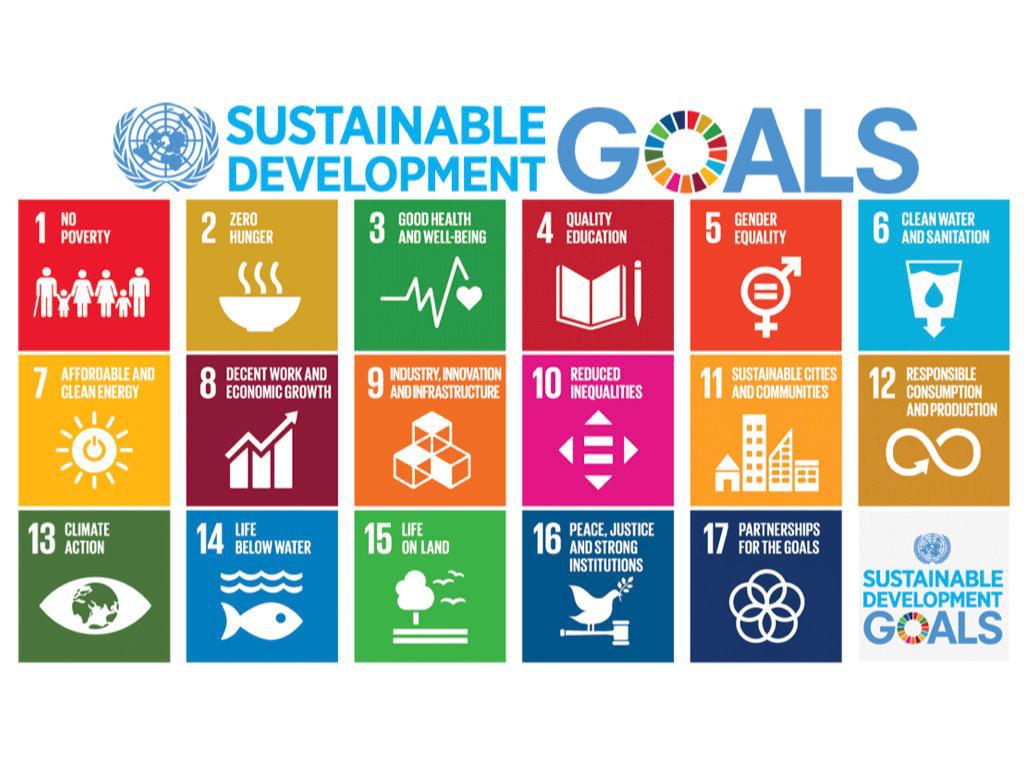 SUSTAINABLE
DEVELOPMENT
GOALS
1 NO
POVERTY
2 ZERO
HUNGER
3 GOOD HEALTH
AND WELL-BEING
4 QUALITY
EDUCATION
5 GENDER
EQUALITY
6 CLEAN WATER
AND SANITATION
7 AFFORDABLE AND
CLEAN ENERGY
8 DECENT WORK AND
ECONOMIC GROWTH
9 INDUSTRY, INNOVATION
AND INFRASTRUCTURE
10 REDUCED
INEQUALITIES
11 SUSTAINABLE CITIES
AND COMMUNITIES
12 RESPONSIBLE
CONSUMPTION
AND PRODUCTION
13 CLIMATE
ACTION
14 LIFE
BELOW WATER
15 LIFE
ON LAND
16 PEACE, JUSTICE
AND STRONG
INSTITUTIONS
17 PARTNERSHIPS
FOR THE GOALS
SUSTAINABLE
DEVELOPMENT
GOALS